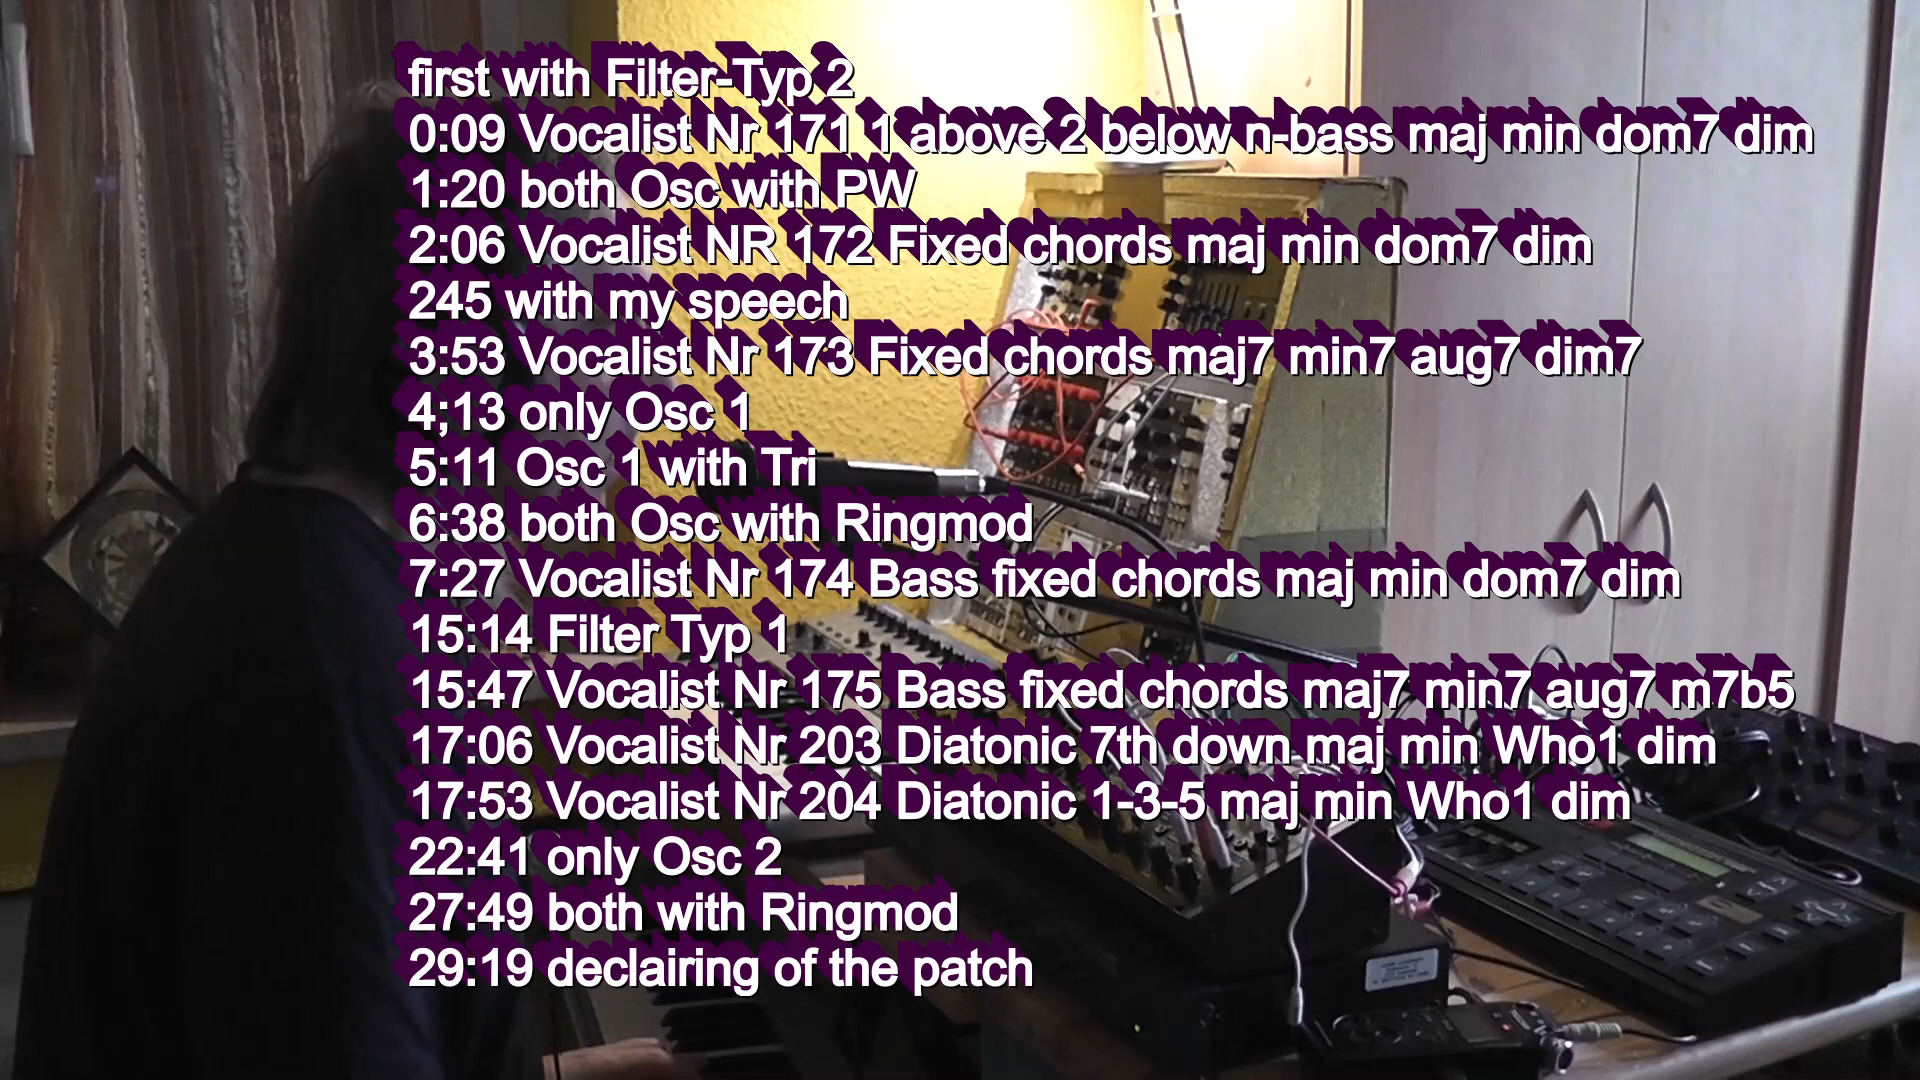 first with Filter-Typ 2
0:09 Vocalist Nr 171 1 above 2 below n-bass maj min dom7 dim
1:20 both Osc with PW
2:06 Vocalist NR 172 Fixed chords maj min dom7 dim
245 with my speech
3:53 Vocalist Nr 173 Fixed chords maj7 min7 aug7 dim7
4;13 only Osc 1
5:11 Osc 1 with Tri
6:38 both Osc with Ringmod
7:27 Vocalist Nr 174 Bass fixed chords maj min dom7 dim
15:14 Filter Typ 1
15:47 Vocalist Nr 175 Bass fixed chords maj7 min7 aug7 m7b5
17:06 Vocalist Nr 203 Diatonic 7th down maj min Who1 dim
17:53 Vocalist Nr 204 Diatonic 1-3-5 maj min Who1 dim
22:41 only Osc 2
27:49 both with Ringmod
29:19 declairing of the patch